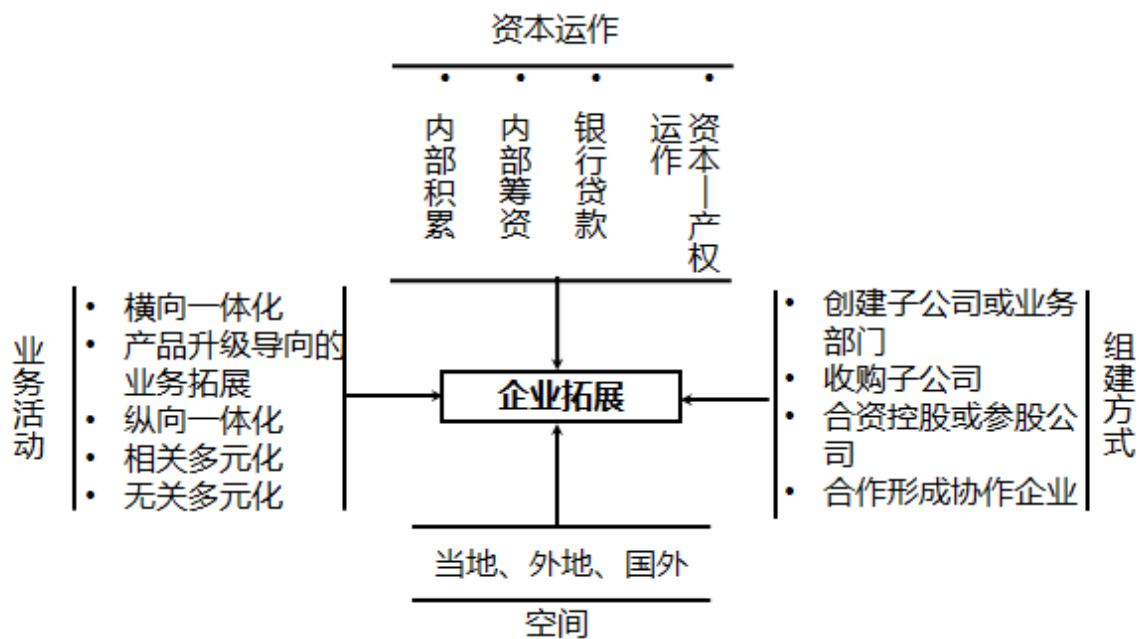 资本运作
• 内部积累
• 内部筹资
• 银行贷款
• 资本—产权
运作
业务活动
• 横向一体化
• 产品升级导向的
业务拓展
• 纵向一体化
• 相关多元化
• 无关多元化
企业拓展
• 创建子公司或业务
部门
• 收购子公司
• 合资控股或参股公
司
• 合作形成协作企业
组建方式
当地、外地、国外
空间